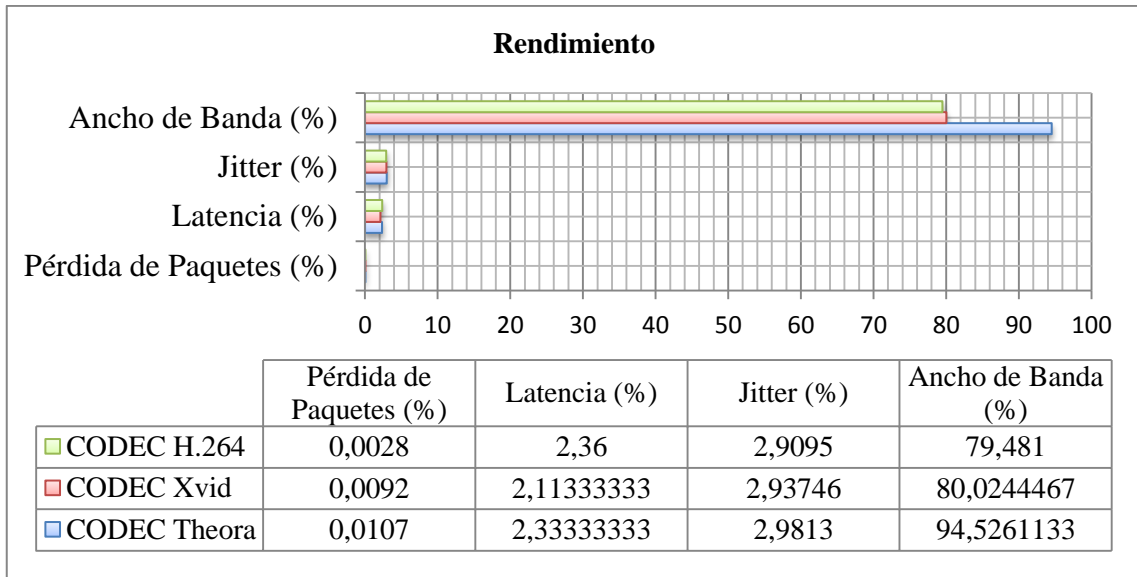 Rendimiento
Ancho de Banda (%)
Jitter (%)
Latencia (%)
Pérdida de Paquetes (%)
0 10 20 30 40 50 60 70 80 90 100
Pérdida de Paquetes (%) Latencia (%) Jitter (%) Ancho de Banda (%)
CODEC H.264 0,0028 2,36 2,9095 79,481
CODEC Xvid 0,0092 2,11333333 2,93746 80,0244467
CODEC Theora 0,0107 2,33333333 2,9813 94,5261133